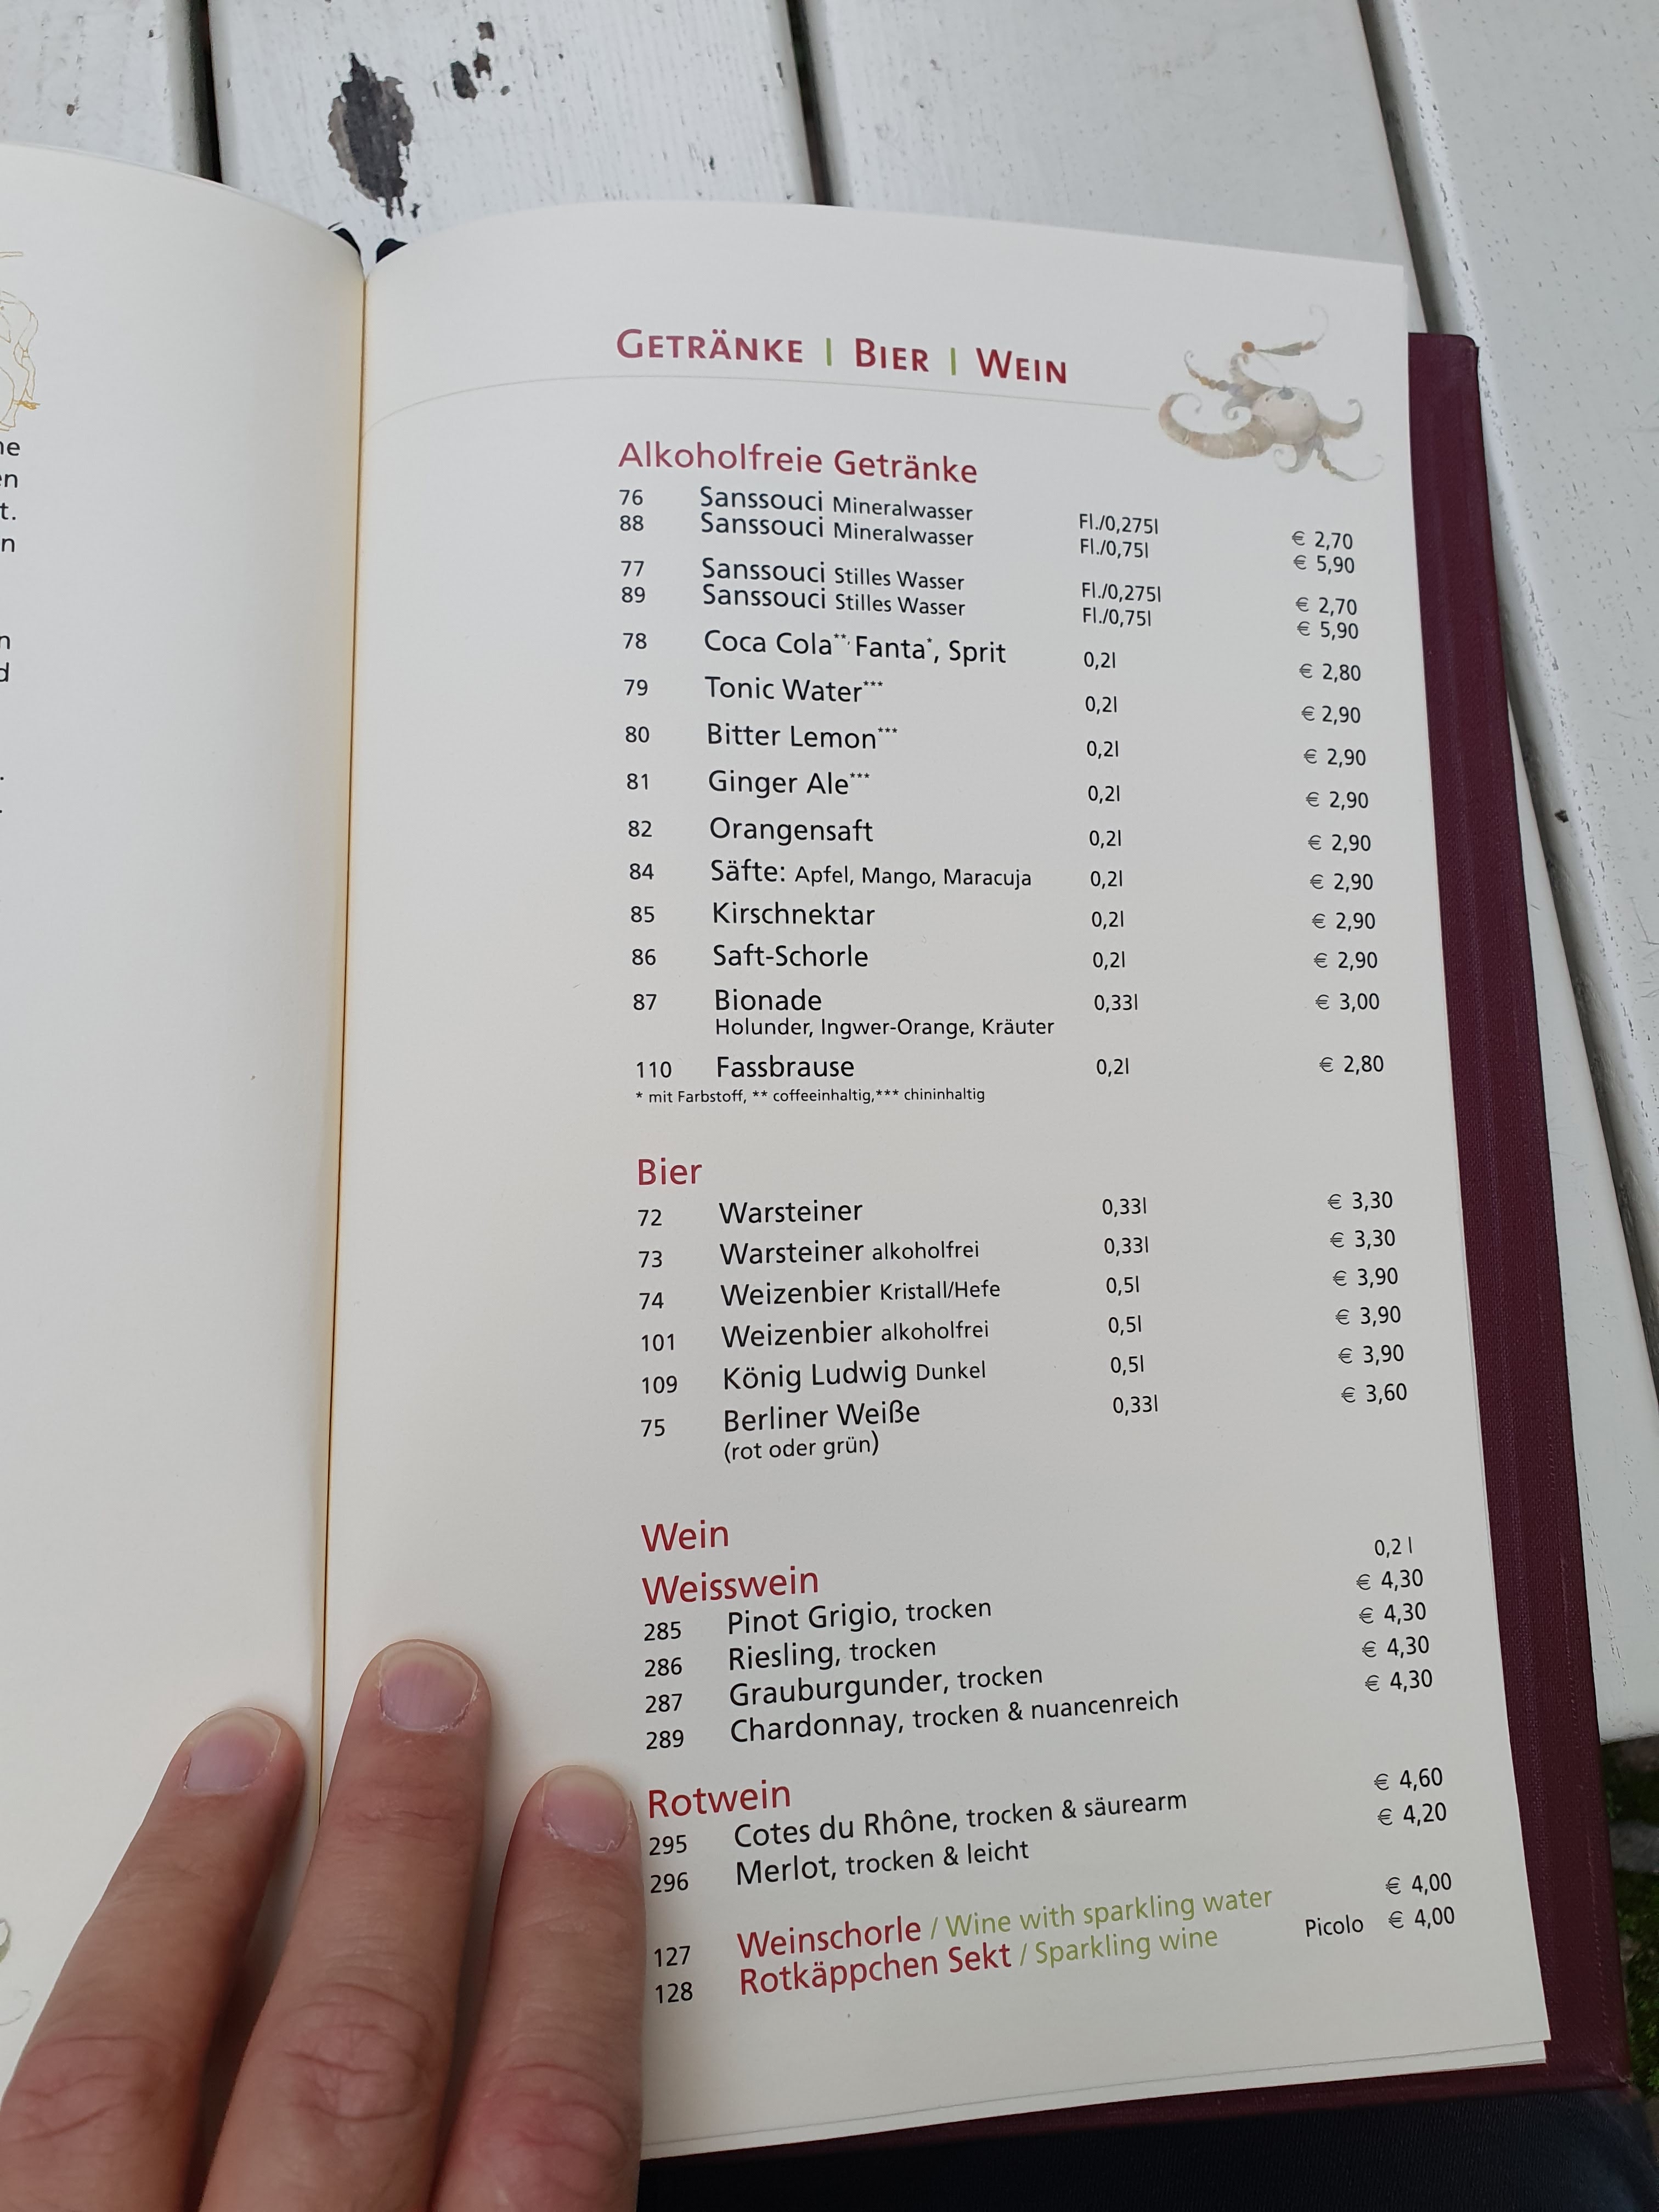 ne
en
t.
n
n
d
GETRÄNKE | BIER | WEIN
Alkoholfreie Getränke
76 Sanssouci Mineralwasser Fl./0,275l € 2,70
88 Sanssouci Mineralwasser Fl./0,75l € 5,90
77 Sanssouci Stilles Wasser Fl./0,275l € 2,70
89 Sanssouci Stilles Wasser Fl./0,75l € 5,90
78 Coca Cola**, Fanta*, Sprit 0,2l € 2,80
79 Tonic Water*** 0,2l € 2,90
80 Bitter Lemon*** 0,2l € 2,90
81 Ginger Ale*** 0,2l € 2,90
82 Orangensaft 0,2l € 2,90
84 Säfte: Apfel, Mango, Maracuja 0,2l € 2,90
85 Kirschnektar 0,2l € 2,90
86 Saft-Schorle 0,2l € 2,90
87 Bionade 0,33l € 3,00
Holunder, Ingwer-Orange, Kräuter
110 Fassbrause 0,2l € 2,80
* mit Farbstoff, ** coffeeinhaltig,*** chininhaltig
Bier
72 Warsteiner 0,33l € 3,30
73 Warsteiner alkoholfrei 0,33l € 3,30
74 Weizenbier Kristall/Hefe 0,5l € 3,90
101 Weizenbier alkoholfrei 0,5l € 3,90
109 König Ludwig Dunkel 0,5l € 3,90
75 Berliner Weiße 0,33l € 3,60
(rot oder grün)
Wein
0,2 l
Weisswein
285 Pinot Grigio, trocken € 4,30
286 Riesling, trocken € 4,30
287 Grauburgunder, trocken € 4,30
289 Chardonnay, trocken & nuancenreich € 4,30
Rotwein
295 Cotes du Rhône, trocken & säurearm € 4,60
296 Merlot, trocken & leicht € 4,20
127 Weinschorle / Wine with sparkling water € 4,00
128 Rotkäppchen Sekt / Sparkling wine Picolo € 4,00